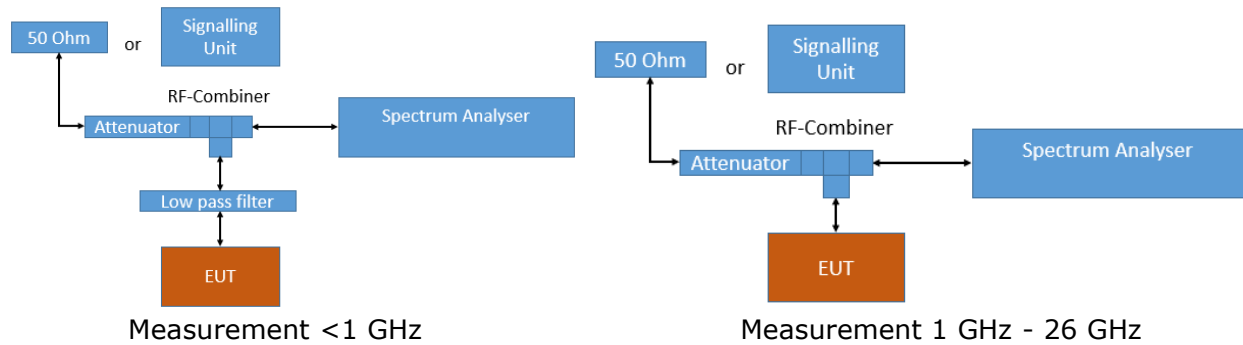 50 Ohm
or
Signalling
Unit
RF-Combiner
Attenuator
Spectrum Analyser
Low pass filter
EUT
Measurement <1 GHz
50 Ohm
or
Signalling
Unit
RF-Combiner
Attenuator
Spectrum Analyser
EUT
Measurement 1 GHz - 26 GHz